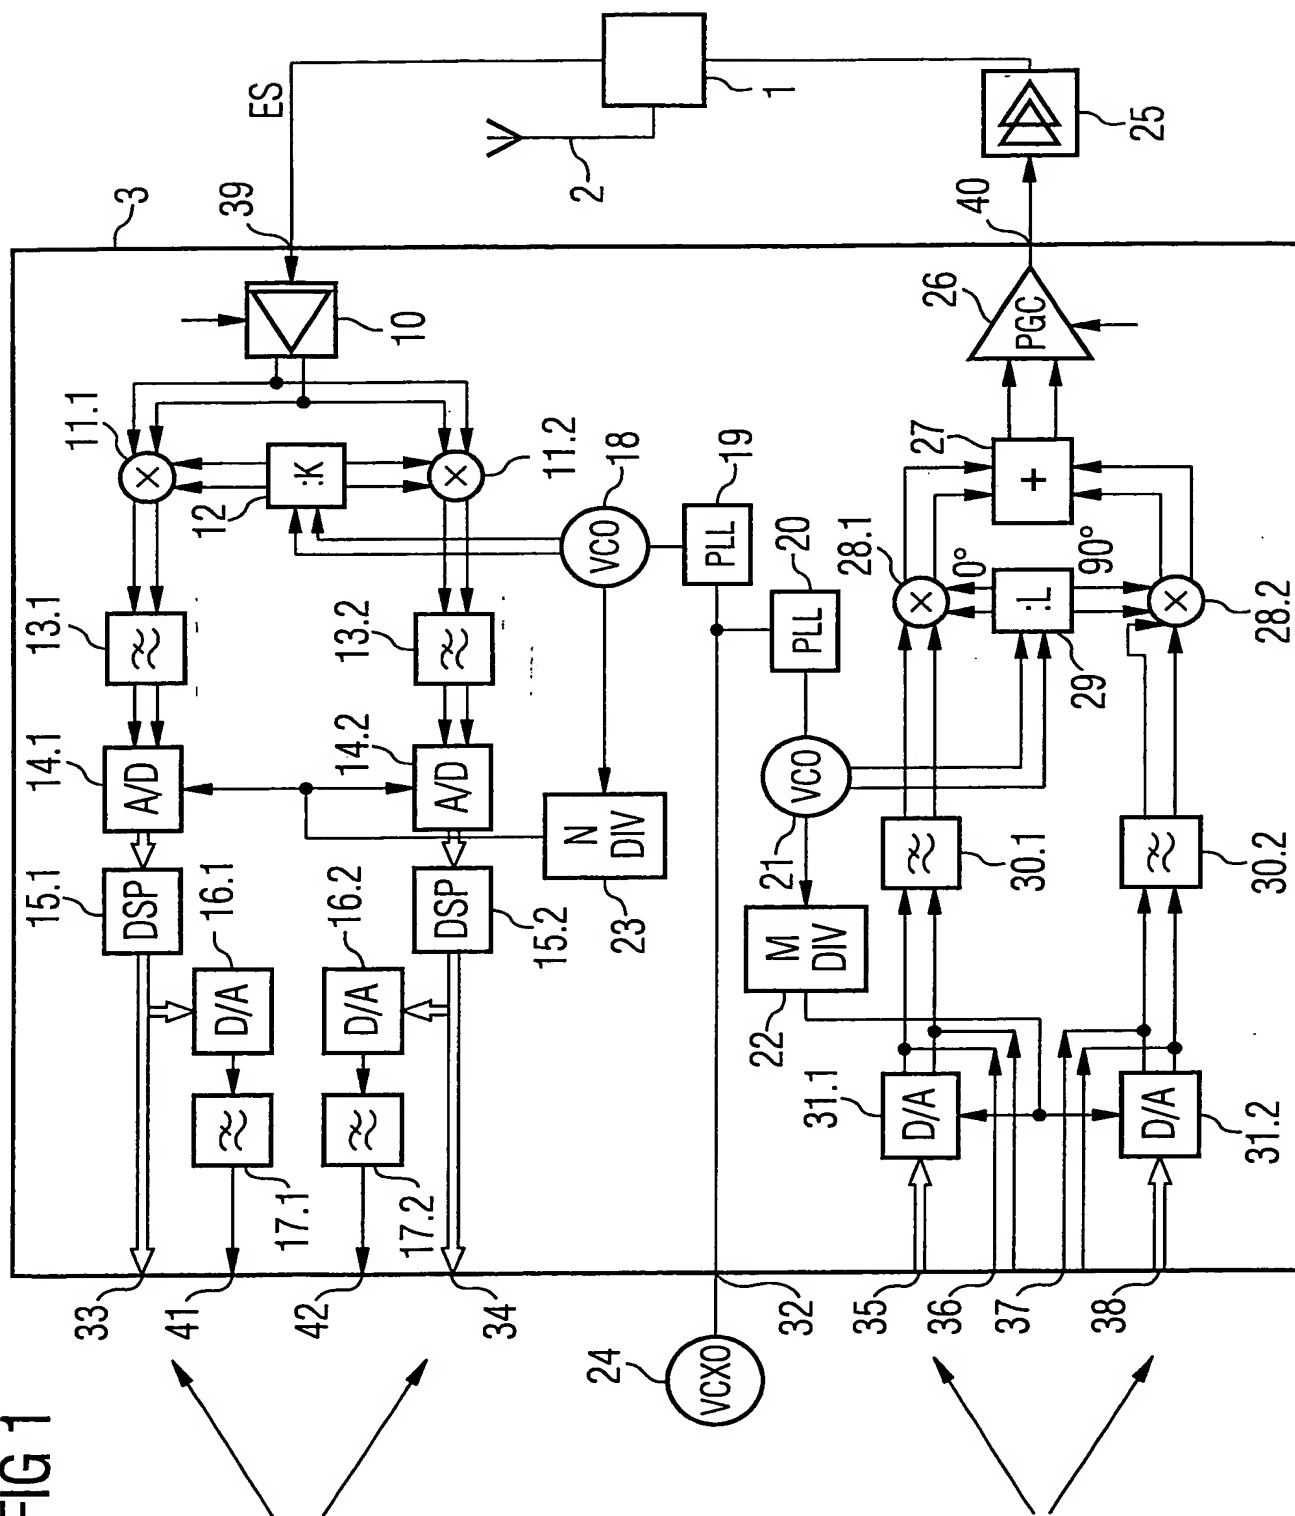 FIG 1
ES
1
2
3
39
10
11.1
11.2
:K
12
13.1
13.2
14.1
A/D
14.2
A/D
15.1
DSP
15.2
DSP
16.1
D/A
16.2
D/A
17.1
17.2
33
41
42
34
VCO
18
PLL
19
PLL
20
VCO
21
M
DIV
22
N
DIV
23
VCXO
24
32
25
40
26
PGC
27
+
28.1
28.2
0°
90°
:L
29
30.1
30.2
31.1
D/A
31.2
D/A
35
36
37
38